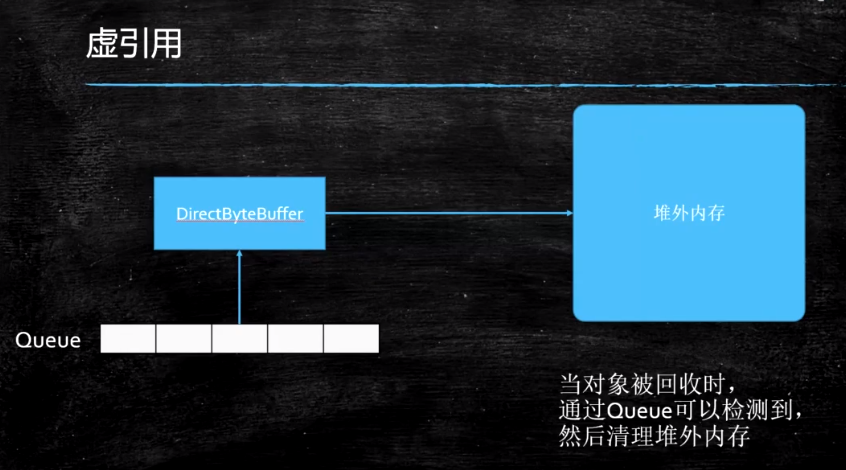 虚引用
DirectByteBuffer
堆外内存
Queue
当对象被回收时，
通过Queue可以检测到，
然后清理堆外内存